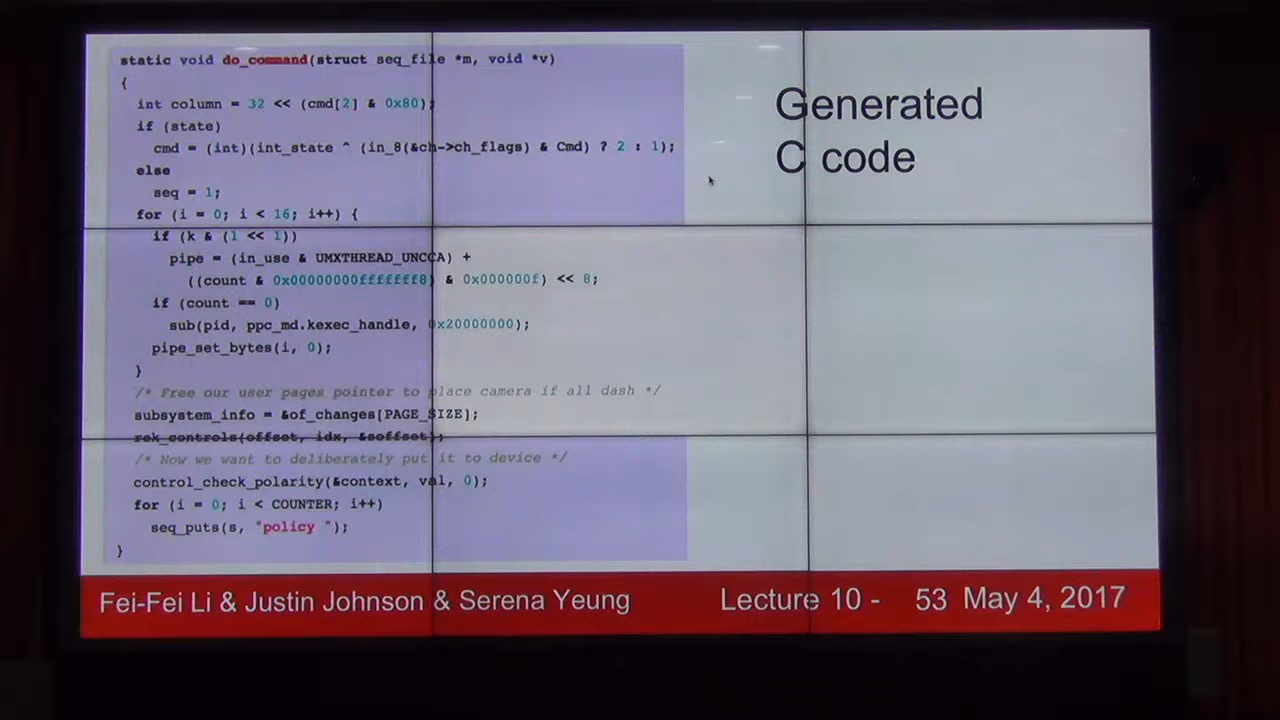 static void do_command(struct seq_file *m, void *v)
{
int column = 32 << (cmd[2] & 0x80);
if (state)
cmd = (int)(int_state ^ (in_8(&ch->ch_flags) & Cmd) ? 2 : 1);
else
seq = 1;
for (i = 0; i < 16; i++) {
if (k & (1 << 1))
pipe = (in_use & UMXTHREAD_UNCCA) +
((count & 0x00000000fffffff8) & 0x000000f) << 8;
if (count == 0)
sub(pid, ppc_md.kexec_handle, 0x20000000);
pipe_set_bytes(i, 0);
}
/* Free our user pages pointer to place camera if all dash */
subsystem_info = &of_changes[PAGE_SIZE];
rek_controls(offset, idx, &soffset);
/* Now we want to deliberately put it to device */
control_check_polarity(&context, val, 0);
for (i = 0; i < COUNTER; i++)
seq_puts(s, "policy ");
}
Generated
C code
Fei-Fei Li & Justin Johnson & Serena Yeung
Lecture 10 - 53 May 4, 2017